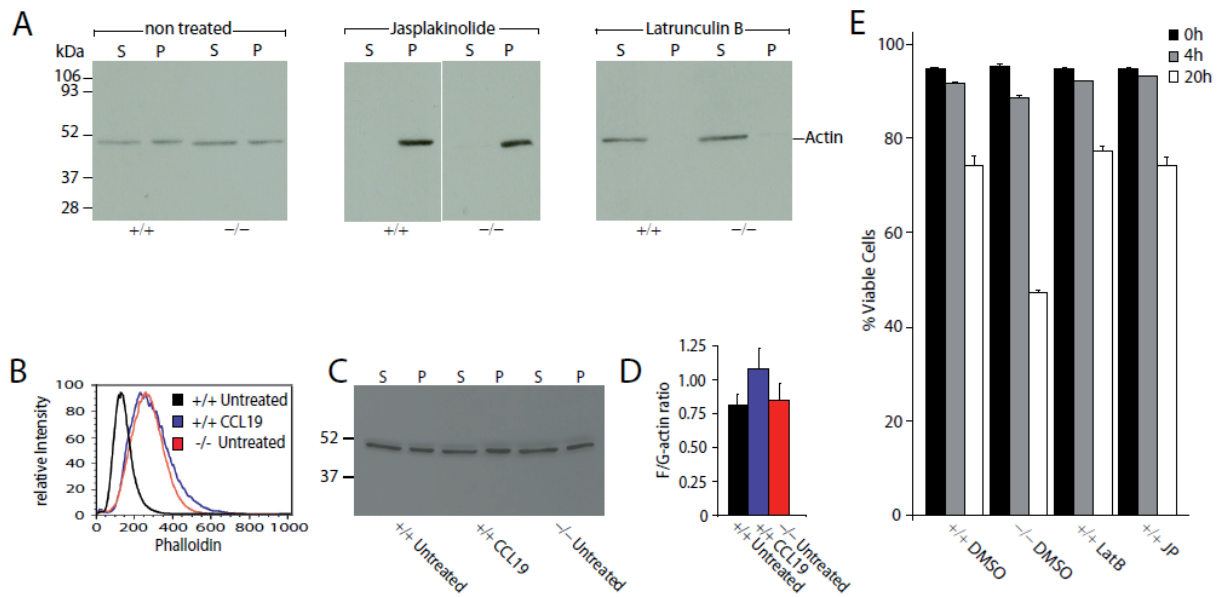 A
non treated
Jasplakinolide
Latrunculin B
kDa
S P S P
S P S P
S P S P
106
93
52
37
28
Actin
+/+ −/−
+/+ −/−
+/+ −/−
B
relative Intensity
100
80
60
40
20
0
0 200 400 600 800 1000
Phalloidin
+/+ Untreated
+/+ CCL19
-/- Untreated
C
S P S P S P
52
37
+/+ Untreated
+/+ CCL19
−/− Untreated
D
F/G-actin ratio
1.25
1.00
0.75
0.50
0.25
0
+/+ Untreated
+/+ CCL19
−/− Untreated
E
% Viable Cells
100
80
60
40
20
0
0h
4h
20h
+/+ DMSO
−/− DMSO
+/+ LatB
+/+ JP